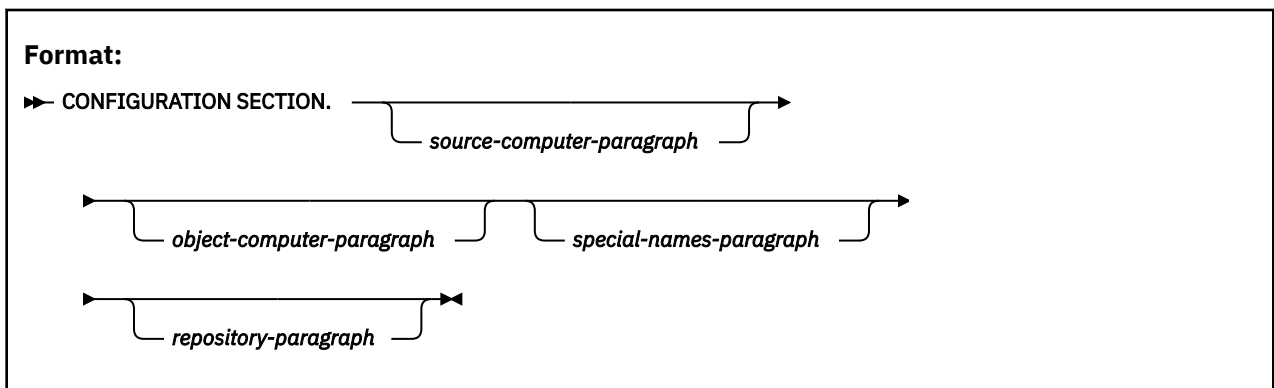 Format:
CONFIGURATION SECTION.
source-computer-paragraph
object-computer-paragraph special-names-paragraph
repository-paragraph